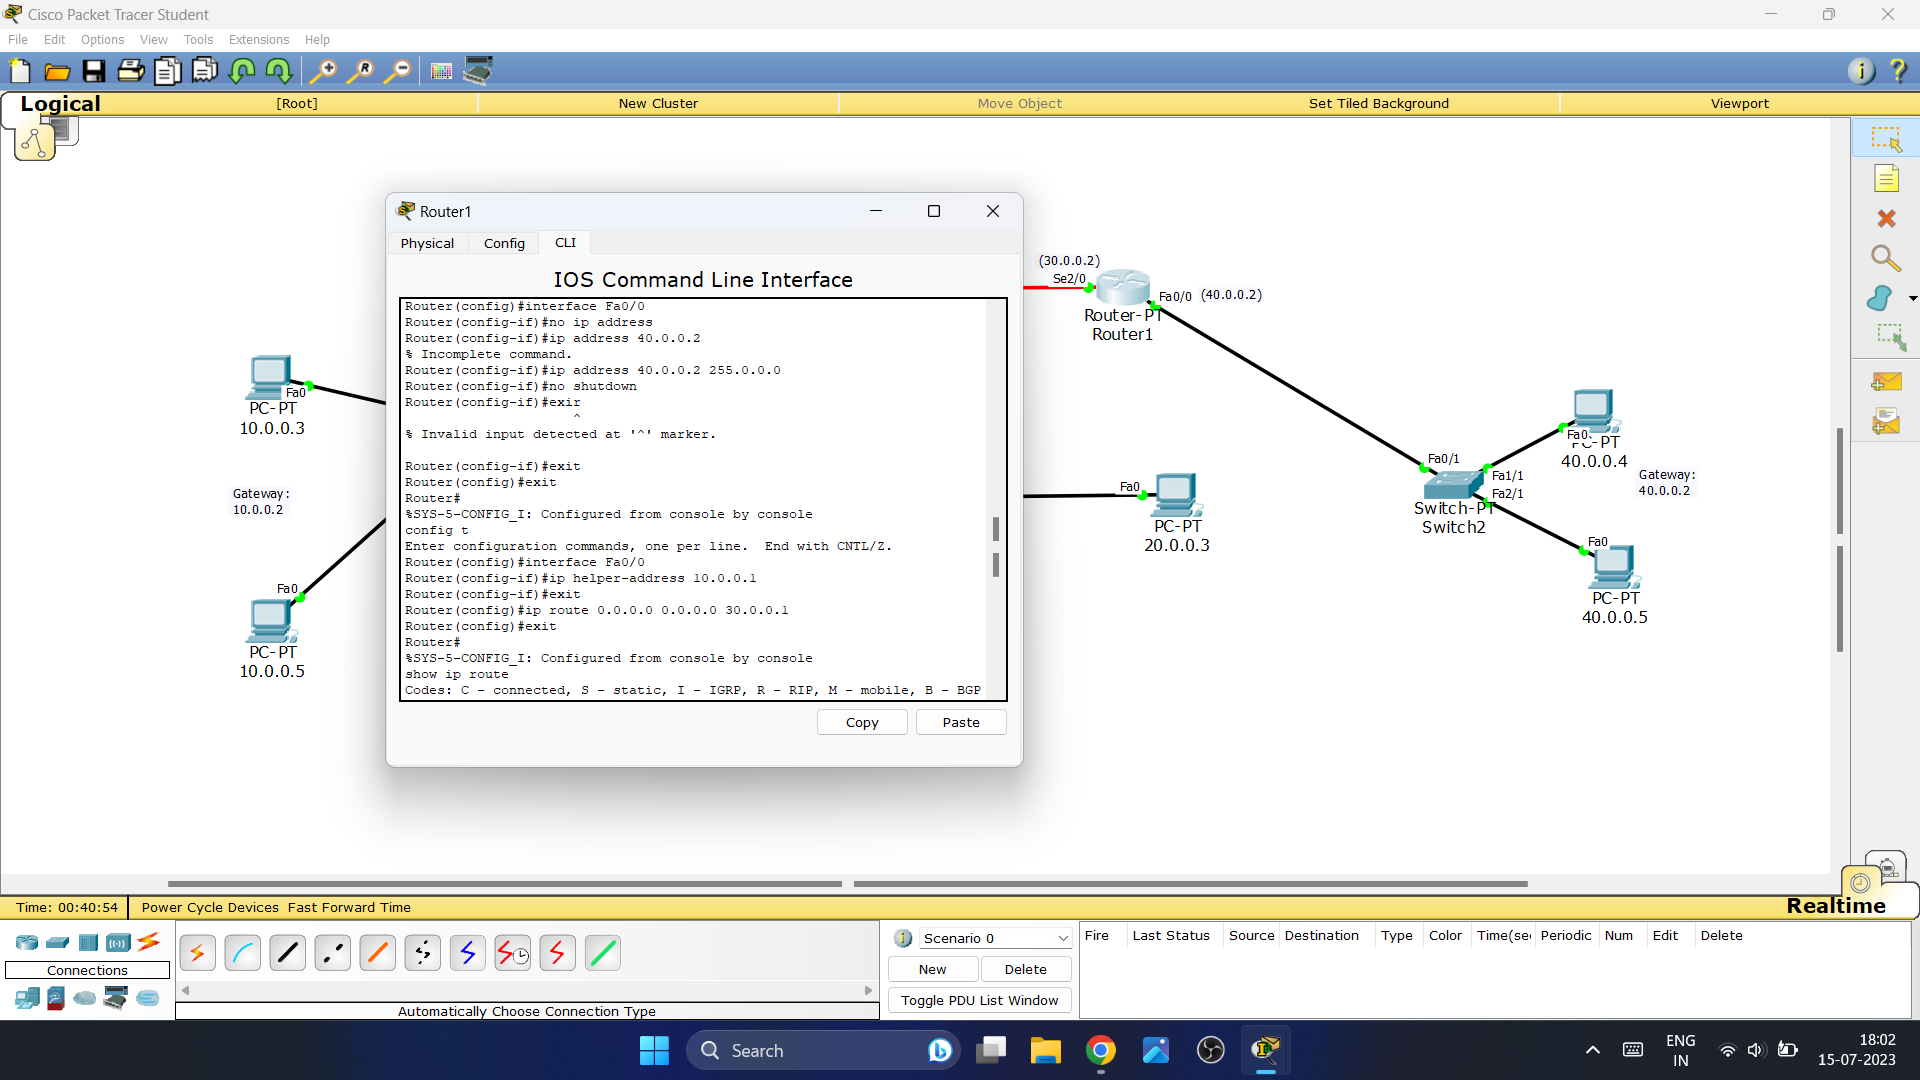 Cisco Packet Tracer Student
File Edit Options View Tools Extensions Help
Logical [Root] New Cluster Move Object Set Tiled Background Viewport
Router1
Physical Config CLI
IOS Command Line Interface
Router(config)#interface Fa0/0
Router(config-if)#no ip address
Router(config-if)#ip address 40.0.0.2
% Incomplete command.
Router(config-if)#ip address 40.0.0.2 255.0.0.0
Router(config-if)#no shutdown
Router(config-if)#exir
^
% Invalid input detected at '^' marker.
Router(config-if)#exit
Router(config)#exit
Router#
%SYS-5-CONFIG_I: Configured from console by console
config t
Enter configuration commands, one per line.  End with CNTL/Z.
Router(config)#interface Fa0/0
Router(config-if)#ip helper-address 10.0.0.1
Router(config-if)#exit
Router(config)#ip route 0.0.0.0 0.0.0.0 30.0.0.1
Router(config)#exit
Router#
%SYS-5-CONFIG_I: Configured from console by console
show ip route
Codes: C - connected, S - static, I - IGRP, R - RIP, M - mobile, B - BGP
Copy Paste
Fa0
PC-PT
10.0.0.3
Gateway:
10.0.0.2
Fa0
PC-PT
10.0.0.5
(30.0.0.2)
Se2/0
Fa0/0 (40.0.0.2)
Router-PT
Router1
Fa0
PC-PT
20.0.0.3
Fa0/1
Fa1/1
Fa2/1
Switch-PT
Switch2
Fa0
PC-PT
40.0.0.4
Gateway:
40.0.0.2
Fa0
PC-PT
40.0.0.5
Time: 00:40:54 Power Cycle Devices Fast Forward Time
Realtime
Connections
Automatically Choose Connection Type
Scenario 0
New Delete
Toggle PDU List Window
Fire Last Status Source Destination Type Color Time(sec Periodic Num Edit Delete
Search
ENG
IN
18:02
15-07-2023